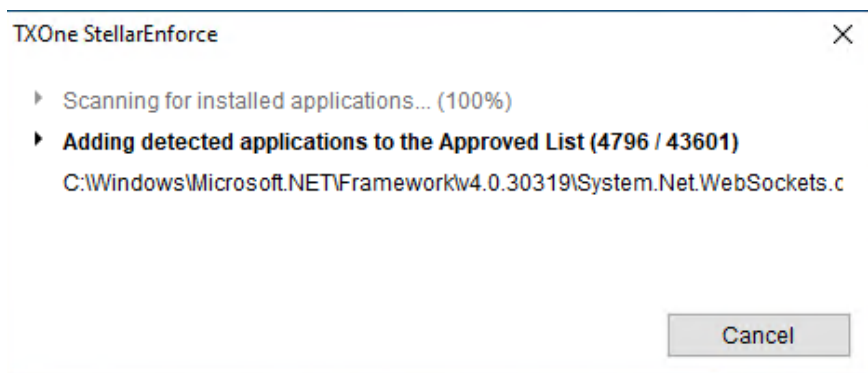 TXOne StellarEnforce
Scanning for installed applications... (100%)
Adding detected applications to the Approved List (4796 / 43601)
C:\Windows\Microsoft.NET\Framework\v4.0.30319\System.Net.WebSockets.c
Cancel